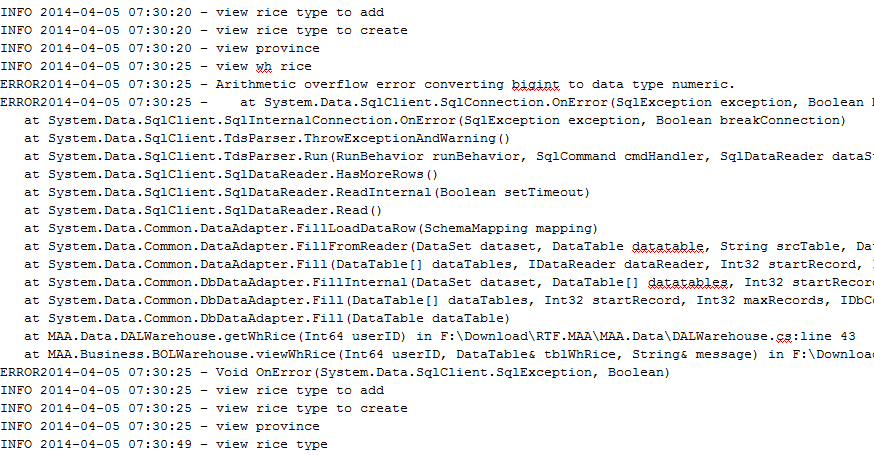 INFO 2014-04-05 07:30:20 – view rice type to add
INFO 2014-04-05 07:30:20 – view rice type to create
INFO 2014-04-05 07:30:20 – view province
INFO 2014-04-05 07:30:25 – view wh rice
ERROR2014-04-05 07:30:25 – Arithmetic overflow error converting bigint to data type numeric.
ERROR2014-04-05 07:30:25 –    at System.Data.SqlClient.SqlConnection.OnError(SqlException exception, Boolean
   at System.Data.SqlClient.SqlInternalConnection.OnError(SqlException exception, Boolean breakConnection)
   at System.Data.SqlClient.TdsParser.ThrowExceptionAndWarning()
   at System.Data.SqlClient.TdsParser.Run(RunBehavior runBehavior, SqlCommand cmdHandler, SqlDataReader dataS
   at System.Data.SqlClient.SqlDataReader.HasMoreRows()
   at System.Data.SqlClient.SqlDataReader.ReadInternal(Boolean setTimeout)
   at System.Data.SqlClient.SqlDataReader.Read()
   at System.Data.Common.DataAdapter.FillLoadDataRow(SchemaMapping mapping)
   at System.Data.Common.DataAdapter.FillFromReader(DataSet dataset, DataTable datatable, String srcTable, Dat
   at System.Data.Common.DataAdapter.Fill(DataTable[] dataTables, IDataReader dataReader, Int32 startRecord,
   at System.Data.Common.DbDataAdapter.FillInternal(DataSet dataset, DataTable[] datatables, Int32 startRecor
   at System.Data.Common.DbDataAdapter.Fill(DataTable[] dataTables, Int32 startRecord, Int32 maxRecords, IDbCo
   at System.Data.Common.DbDataAdapter.Fill(DataTable dataTable)
   at MAA.Data.DALWarehouse.getWhRice(Int64 userID) in F:\Download\RTF.MAA\MAA.Data\DALWarehouse.cs:line 43
   at MAA.Business.BOLWarehouse.viewWhRice(Int64 userID, DataTable& tblWhRice, String& message) in F:\Downloa
ERROR2014-04-05 07:30:25 – Void OnError(System.Data.SqlClient.SqlException, Boolean)
INFO 2014-04-05 07:30:25 – view rice type to add
INFO 2014-04-05 07:30:25 – view rice type to create
INFO 2014-04-05 07:30:25 – view province
INFO 2014-04-05 07:30:49 – view rice type